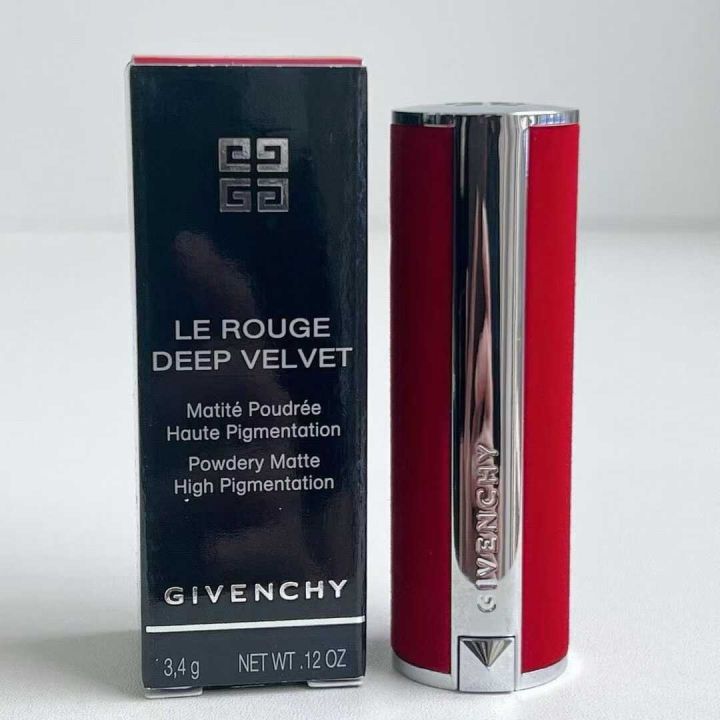 LE ROUGE
DEEP VELVET
Matité Poudrée
Haute Pigmentation
Powdery Matte
High Pigmentation
GIVENCHY
3,4 g NET WT .12 OZ
GIVENCHY